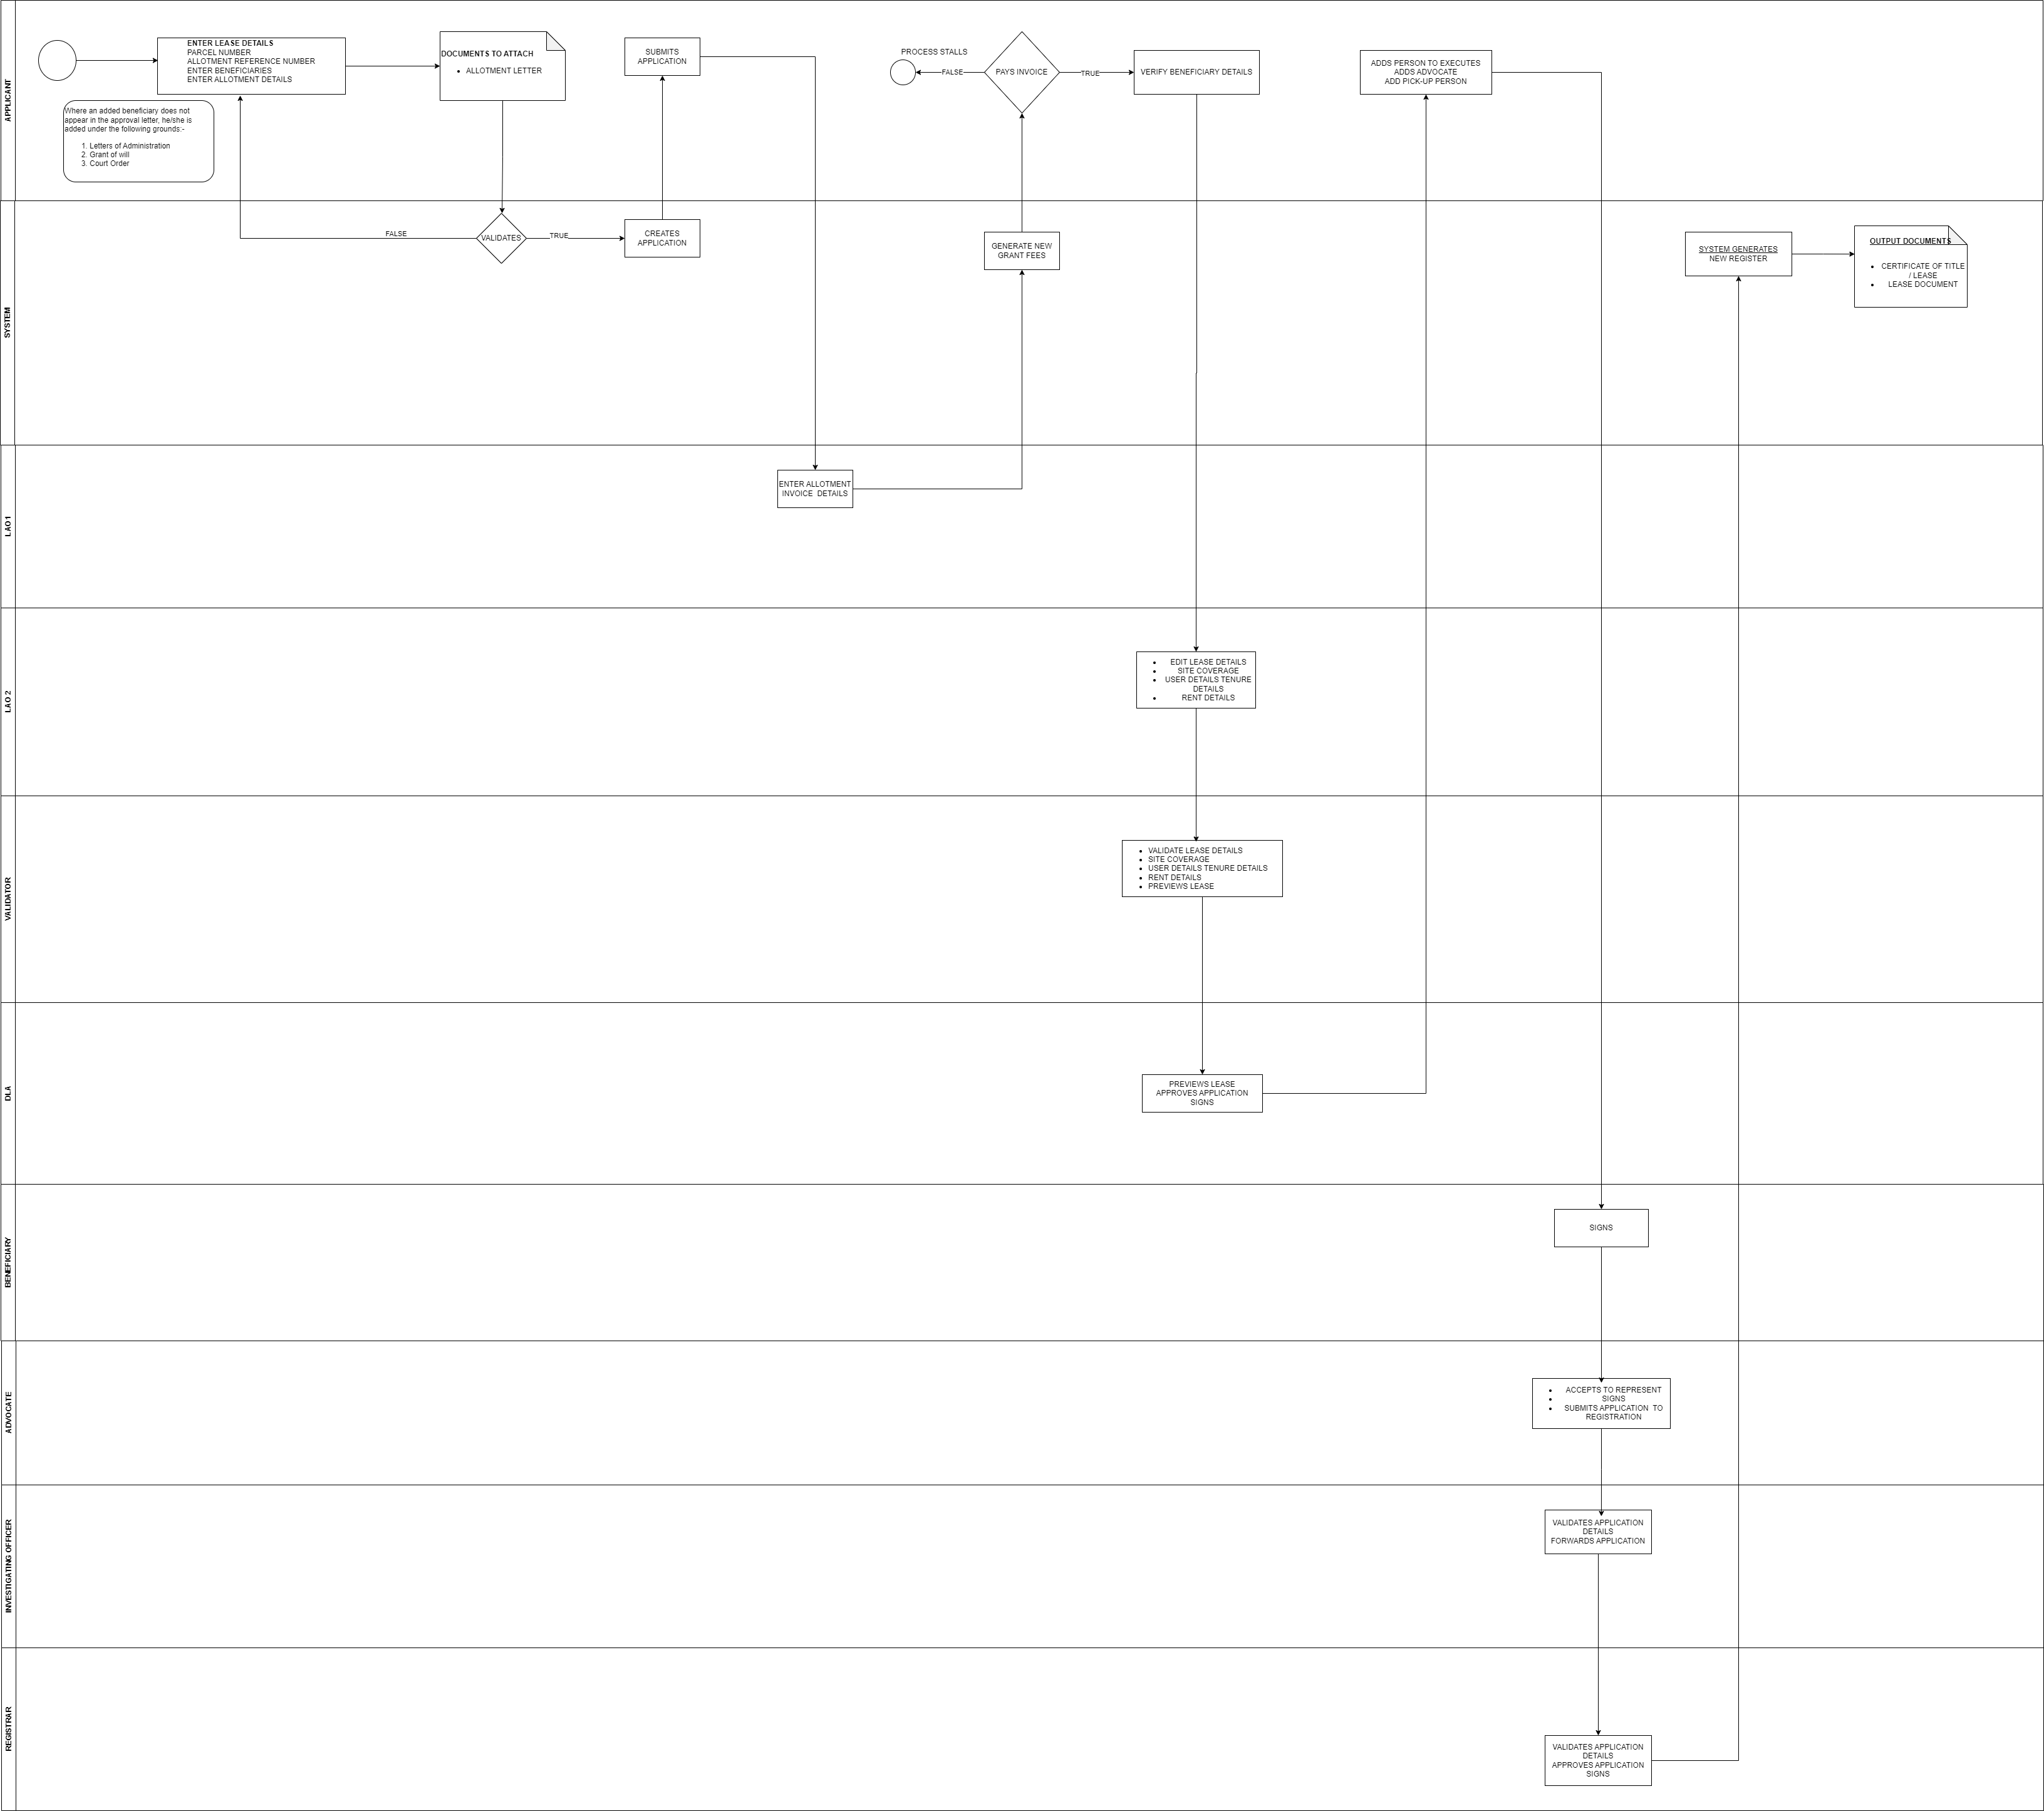 APPLICANT
ENTER LEASE DETAILS
PARCEL NUMBER
ALLOTMENT REFERENCE NUMBER
ENTER BENEFICIARIES
ENTER ALLOTMENT DETAILS
Where an added beneficiary does not
appear in the approval letter, he/she is
added under the following grounds:-
1. Letters of Administration
2. Grant of will
3. Court Order
DOCUMENTS TO ATTACH
• ALLOTMENT LETTER
SUBMITS
APPLICATION
PROCESS STALLS
FALSE
PAYS INVOICE
TRUE
VERIFY BENEFICIARY DETAILS
ADDS PERSON TO EXECUTES
ADDS ADVOCATE
ADD PICK-UP PERSON
SYSTEM
FALSE
VALIDATES
TRUE
CREATES
APPLICATION
GENERATE NEW
GRANT FEES
SYSTEM GENERATES
NEW REGISTER
OUTPUT DOCUMENTS
• CERTIFICATE OF TITLE
/ LEASE
• LEASE DOCUMENT
LAO 1
ENTER ALLOTMENT
INVOICE DETAILS
LAO 2
• EDIT LEASE DETAILS
• SITE COVERAGE
• USER DETAILS TENURE
DETAILS
• RENT DETAILS
VALIDATOR
• VALIDATE LEASE DETAILS
• SITE COVERAGE
• USER DETAILS TENURE DETAILS
• RENT DETAILS
• PREVIEWS LEASE
DLA
PREVIEWS LEASE
APPROVES APPLICATION
SIGNS
BENEFICIARY
SIGNS
ADVOCATE
• ACCEPTS TO REPRESENT
• SIGNS
• SUBMITS APPLICATION TO
REGISTRATION
INVESTIGATING OFFICER
VALIDATES APPLICATION
DETAILS
FORWARDS APPLICATION
REGISTRAR
VALIDATES APPLICATION
DETAILS
APPROVES APPLICATION
SIGNS